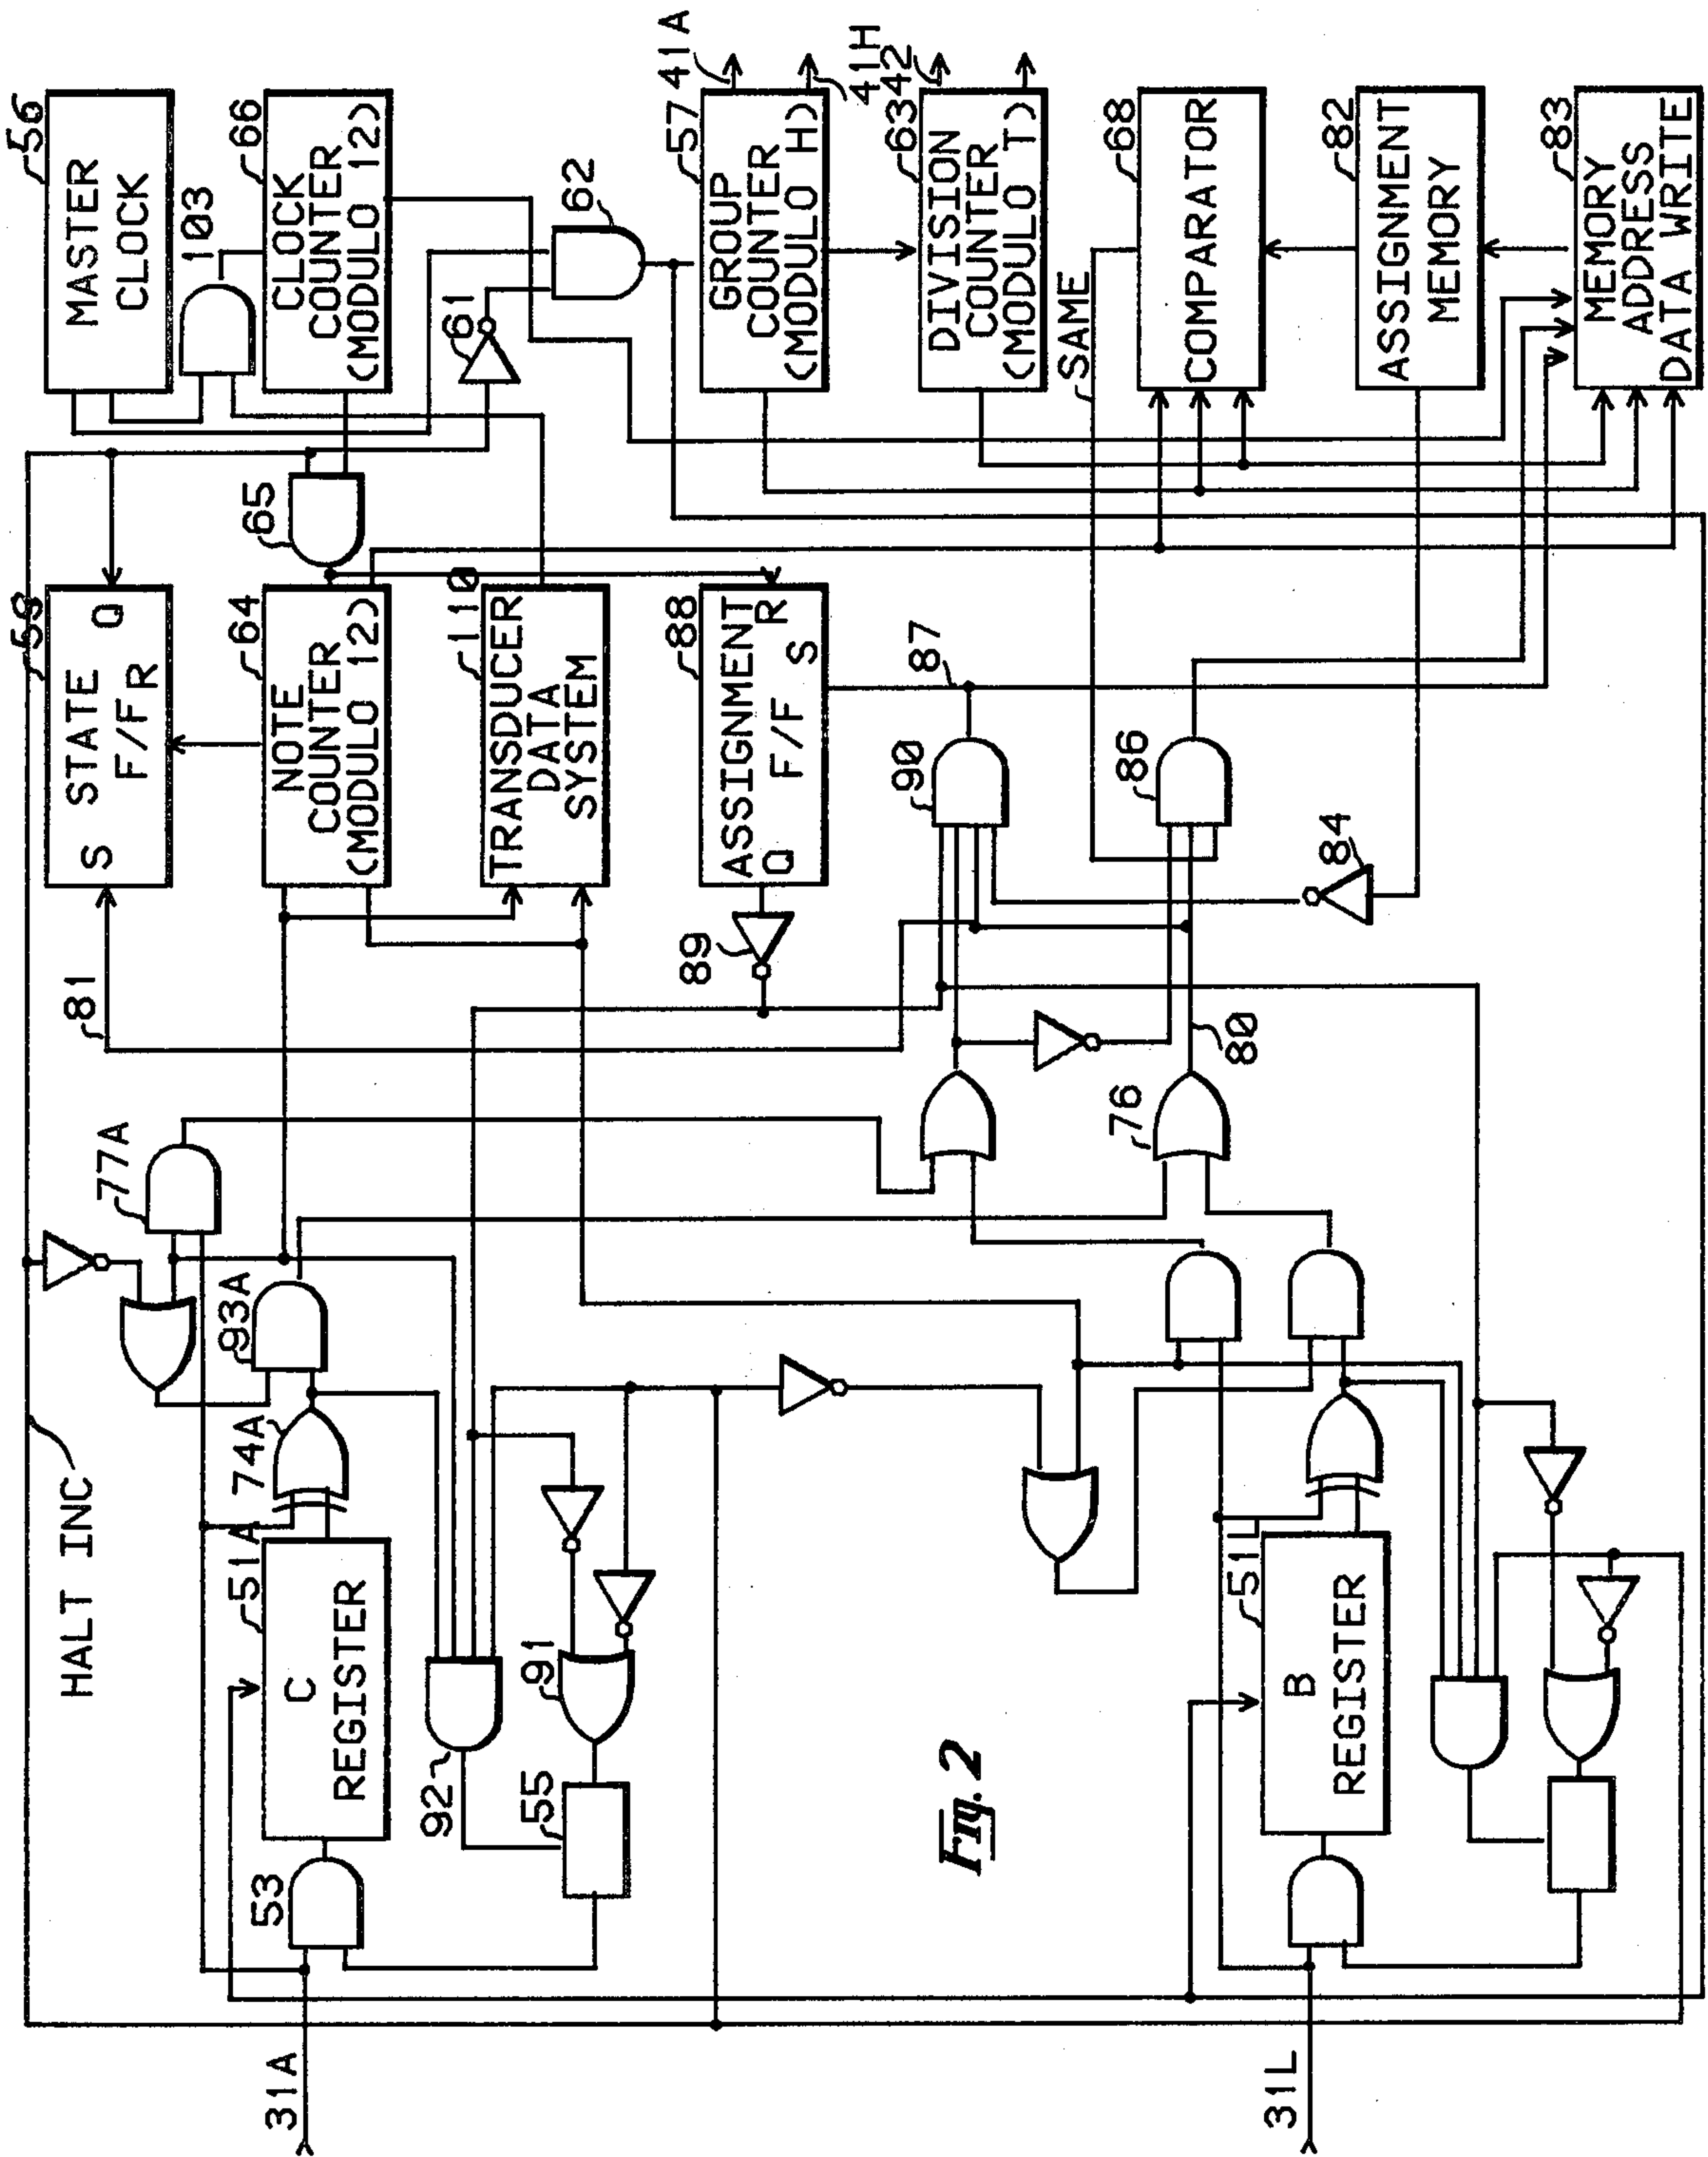 56
MASTER
CLOCK
103
66
CLOCK
COUNTER
(MODULO 12)
61
62
57
GROUP
COUNTER
(MODULO H)
41A
41H
42
63
DIVISION
COUNTER
(MODULO T)
68
COMPARATOR
SAME
82
ASSIGNMENT
MEMORY
83
MEMORY
ADDRESS
DATA WRITE
S STATE Q
F/F R
65
64
NOTE
COUNTER
(MODULO 12)
110
TRANSDUCER
DATA
SYSTEM
88
ASSIGNMENT R
Q F/F S
87
90
86
84
81
89
80
76
77A
93A
74A
HALT INC
51A
C
REGISTER
91
92
55
53
51L
B
REGISTER
31A
31L
Fig. 2